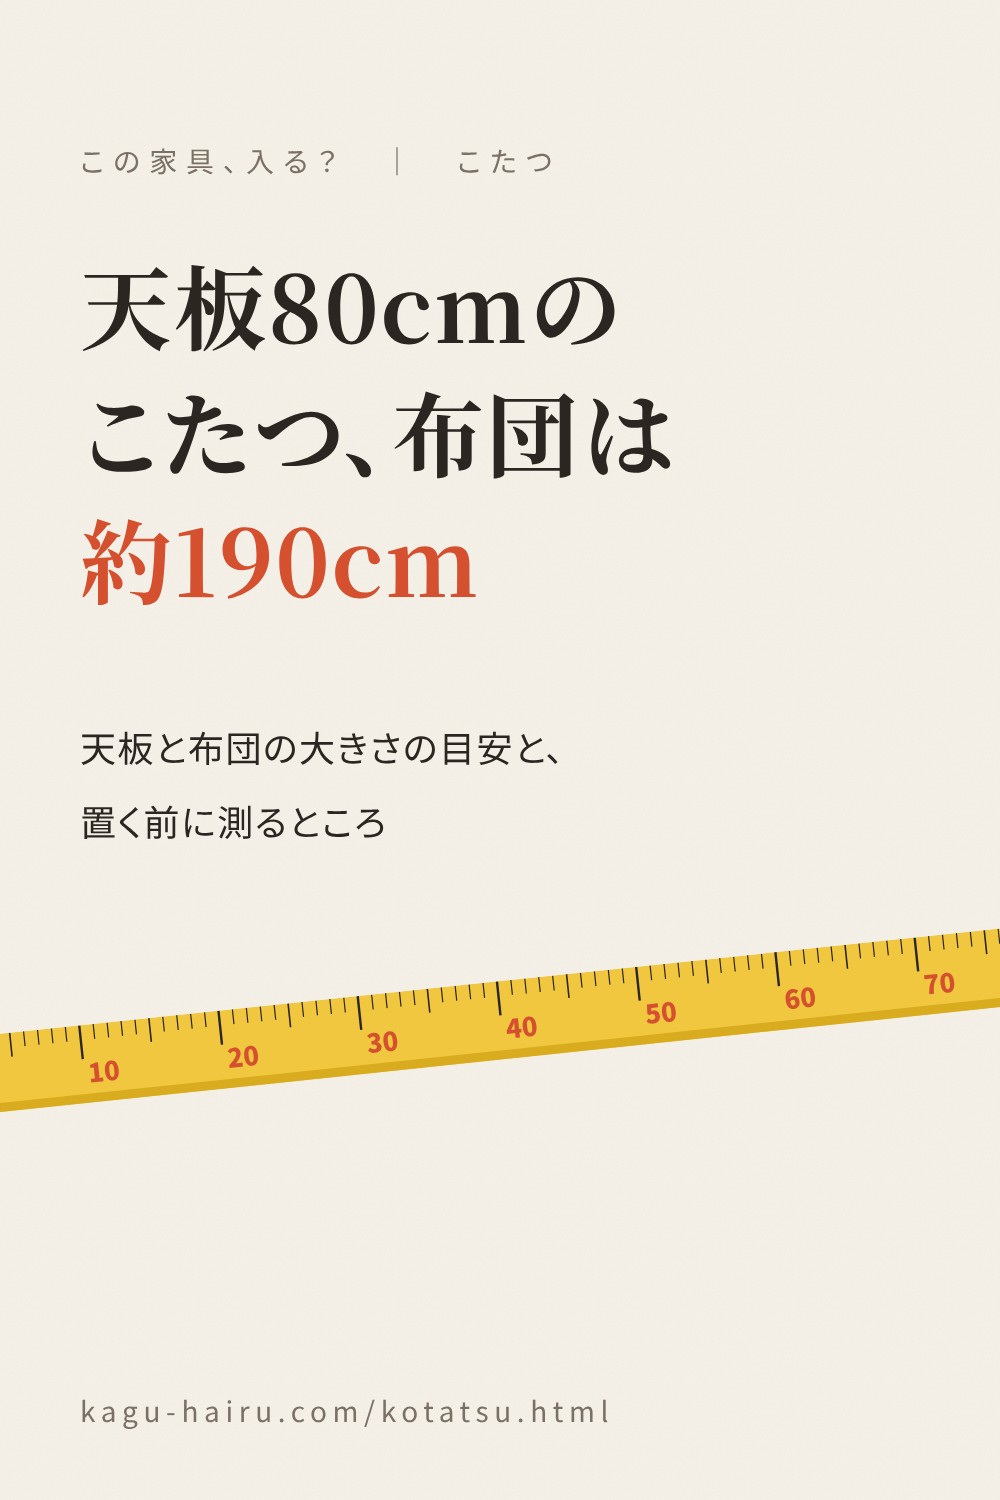 この家具、入る？　｜　こたつ
天板80cmの
こたつ、布団は
約190cm
天板と布団の大きさの目安と、
置く前に測るところ
10 20 30 40 50 60 70
kagu-hairu.com/kotatsu.html